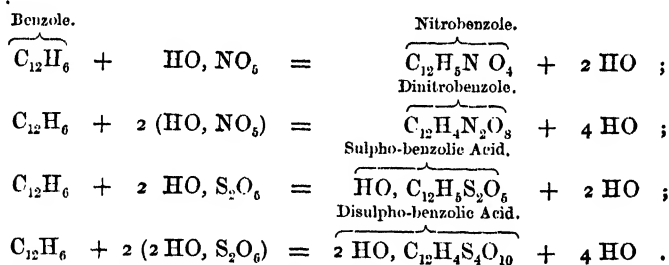 Benzole. Nitrobenzole.
C₁₂H₆ + HO, NO₅ = C₁₂H₅N O₄ + 2 HO ;
Dinitrobenzole.
C₁₂H₆ + 2 (HO, NO₅) = C₁₂H₄N₂O₈ + 4 HO ;
Sulpho-benzolic Acid.
C₁₂H₆ + 2 HO, S₂O₆ = HO, C₁₂H₅S₂O₅ + 2 HO ;
Disulpho-benzolic Acid.
C₁₂H₆ + 2 (2 HO, S₂O₆) = 2 HO, C₁₂H₄S₄O₁₀ + 4 HO .